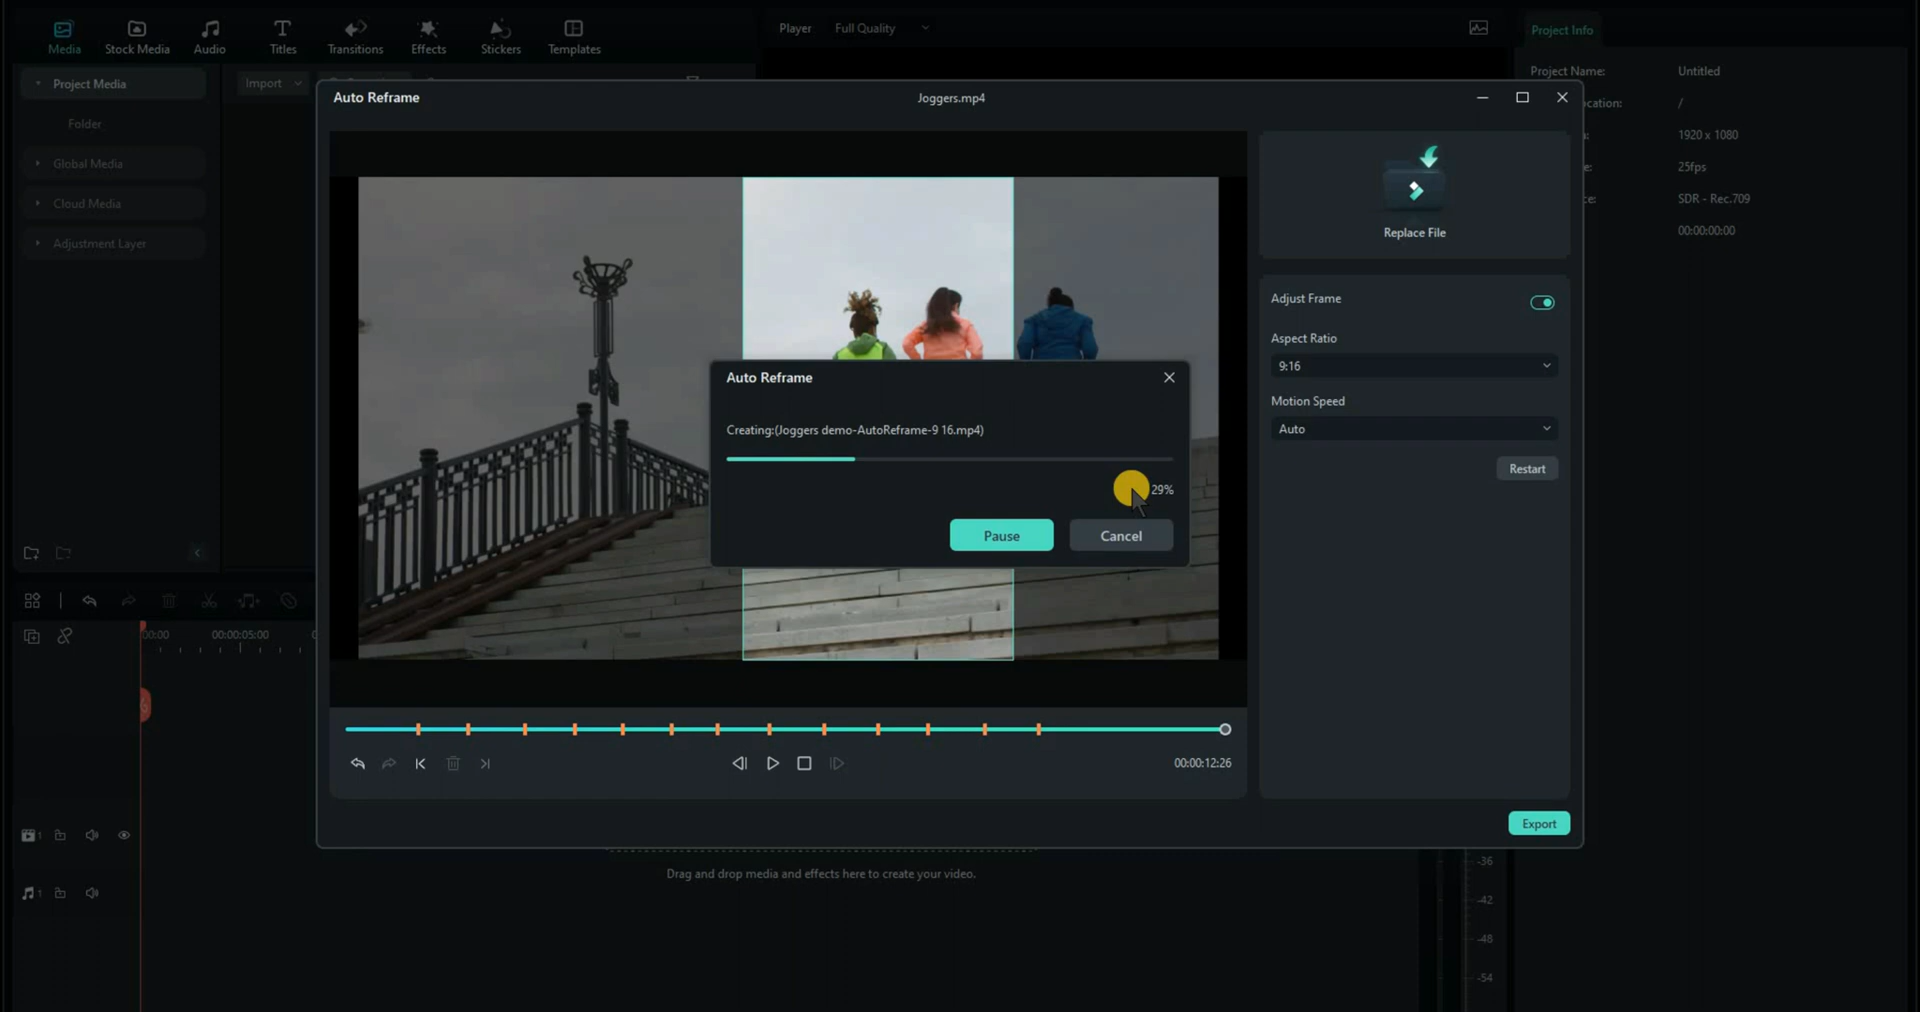 Media
Stock Media
Audio
Titles
Transitions
Effects
Stickers
Templates
Player
Full Quality
Project Info
Project Media
Import
Folder
Global Media
Cloud Media
Adjustment Layer
Project Name:
Untitled
/
1920 x 1080
25fps
SDR - Rec.709
00:00:00:00
Auto Reframe
Joggers.mp4
Replace File
Adjust Frame
Aspect Ratio
9:16
Motion Speed
Auto
Restart
Auto Reframe
Creating:(Joggers demo-AutoReframe-9 16.mp4)
29%
Pause
Cancel
00:00:12:26
Export
00:00:05:00
1
1
Drag and drop media and effects here to create your video.
-36
-42
-48
-54